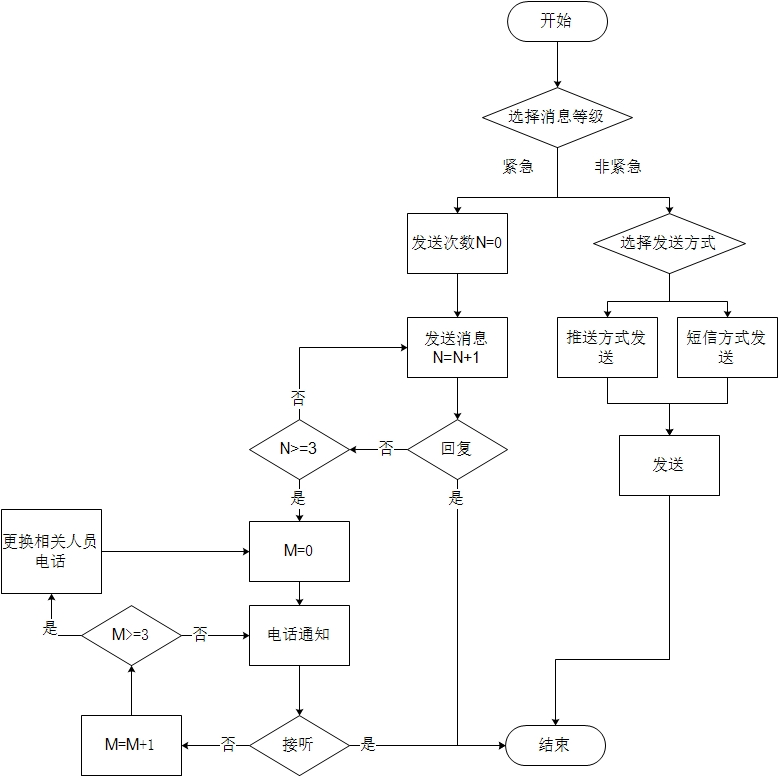 开始
选择消息等级
紧急
非紧急
发送次数N=0
选择发送方式
发送消息
N=N+1
推送方式发
送
短信方式发
送
否
N>=3
否
回复
发送
是
是
更换相关人员
电话
M=0
是
M>=3
否
电话通知
M=M+1
否
接听
是
结束